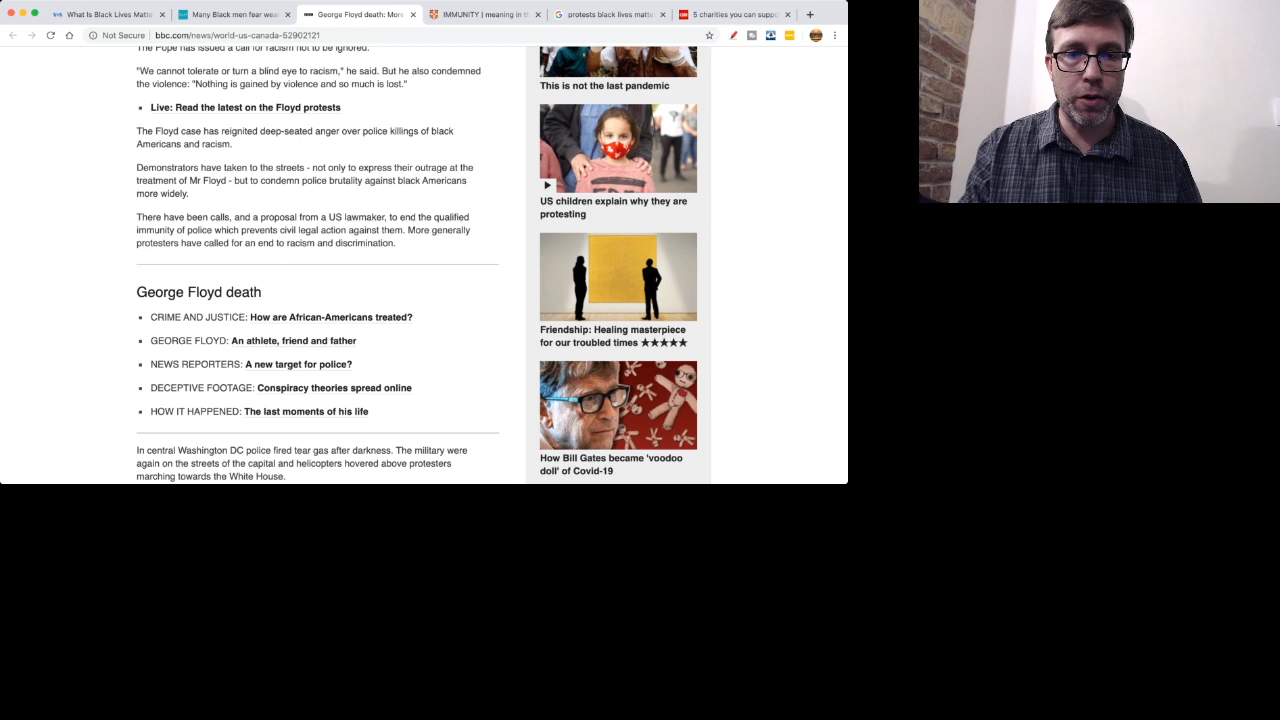 What Is Black Lives Matte
Many Black men fear wea
George Floyd death: More
IMMUNITY | meaning in th
protests black lives matte
5 charities you can suppo
Not Secure | bbc.com/news/world-us-canada-52902121
The Pope has issued a call for racism not to be ignored.
"We cannot tolerate or turn a blind eye to racism," he said. But he also condemned
the violence: "Nothing is gained by violence and so much is lost."
Live: Read the latest on the Floyd protests
The Floyd case has reignited deep-seated anger over police killings of black
Americans and racism.
Demonstrators have taken to the streets - not only to express their outrage at the
treatment of Mr Floyd - but to condemn police brutality against black Americans
more widely.
There have been calls, and a proposal from a US lawmaker, to end the qualified
immunity of police which prevents civil legal action against them. More generally
protesters have called for an end to racism and discrimination.
George Floyd death
CRIME AND JUSTICE: How are African-Americans treated?
GEORGE FLOYD: An athlete, friend and father
NEWS REPORTERS: A new target for police?
DECEPTIVE FOOTAGE: Conspiracy theories spread online
HOW IT HAPPENED: The last moments of his life
In central Washington DC police fired tear gas after darkness. The military were
again on the streets of the capital and helicopters hovered above protesters
marching towards the White House.
This is not the last pandemic
US children explain why they are
protesting
Friendship: Healing masterpiece
for our troubled times ★★★★★
How Bill Gates became 'voodoo
doll' of Covid-19